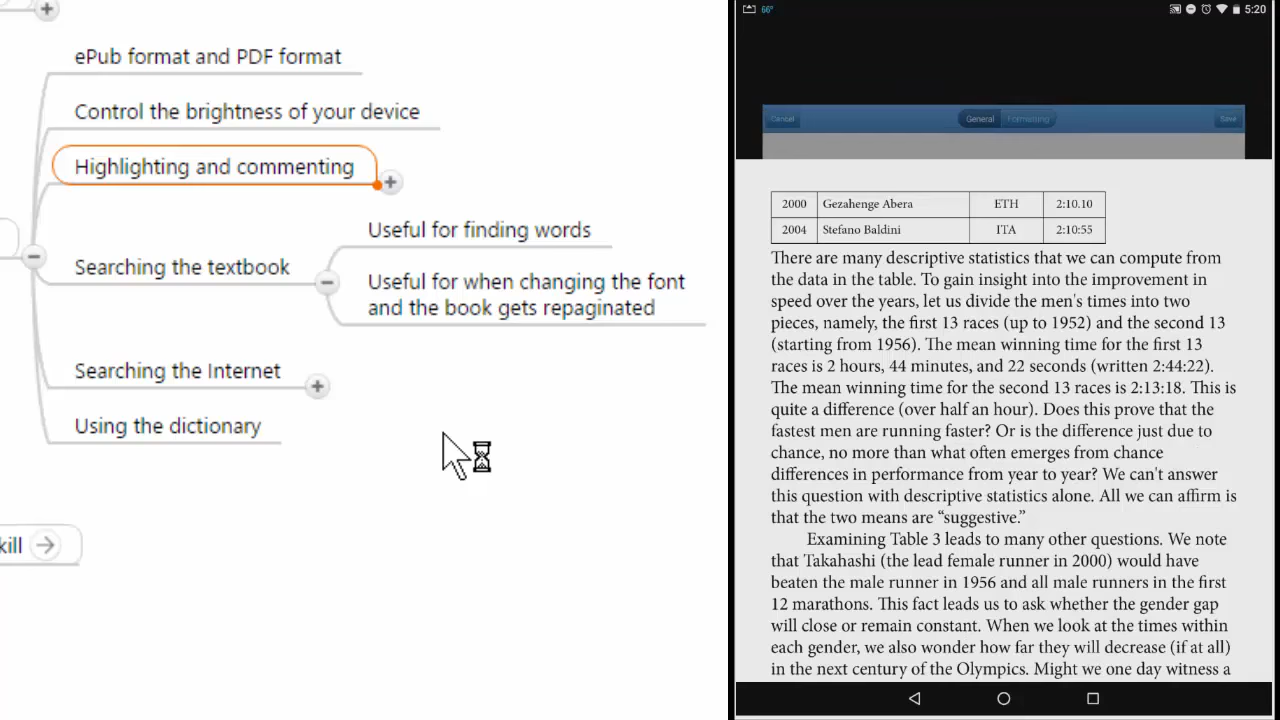 ePub format and PDF format
Control the brightness of your device
Highlighting and commenting
Useful for finding words
Searching the textbook
Useful for when changing the font
and the book gets repaginated
Searching the Internet
Using the dictionary
kill
66°
5:20
Cancel
General
Formatting
Save
2000 Gezahenge Abera ETH 2:10.10
2004 Stefano Baldini ITA 2:10:55
There are many descriptive statistics that we can compute from
the data in the table. To gain insight into the improvement in
speed over the years, let us divide the men's times into two
pieces, namely, the first 13 races (up to 1952) and the second 13
(starting from 1956). The mean winning time for the first 13
races is 2 hours, 44 minutes, and 22 seconds (written 2:44:22).
The mean winning time for the second 13 races is 2:13:18. This is
quite a difference (over half an hour). Does this prove that the
fastest men are running faster? Or is the difference just due to
chance, no more than what often emerges from chance
differences in performance from year to year? We can't answer
this question with descriptive statistics alone. All we can affirm is
that the two means are “suggestive.”
Examining Table 3 leads to many other questions. We note
that Takahashi (the lead female runner in 2000) would have
beaten the male runner in 1956 and all male runners in the first
12 marathons. This fact leads us to ask whether the gender gap
will close or remain constant. When we look at the times within
each gender, we also wonder how far they will decrease (if at all)
in the next century of the Olympics. Might we one day witness a